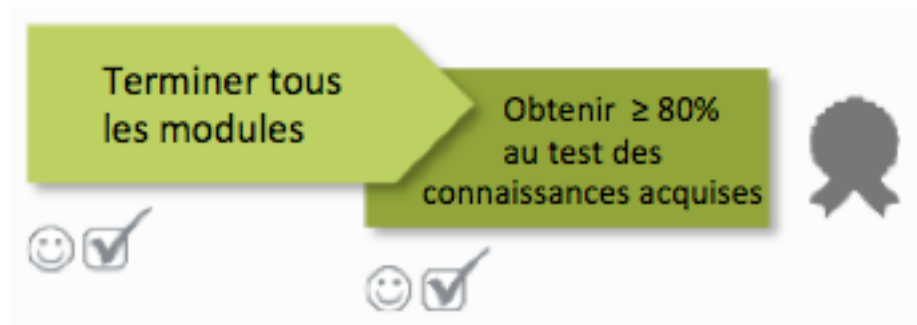 Terminer tous
les modules
Obtenir ≥ 80%
au test des
connaissances acquises